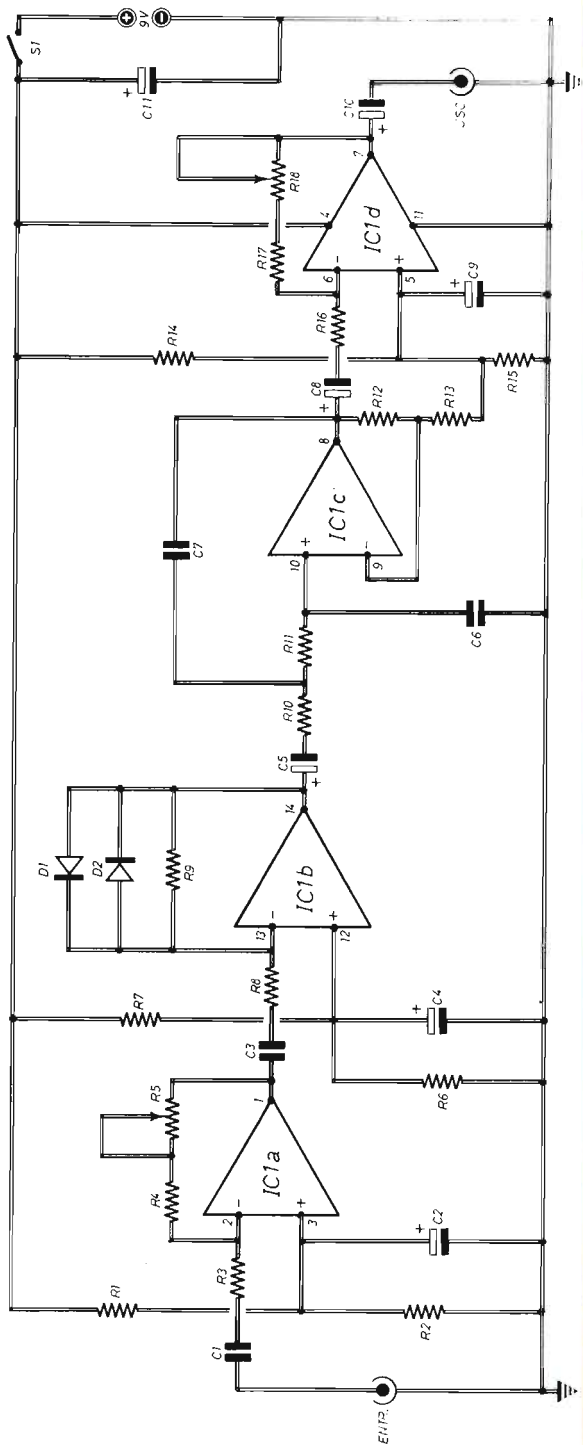 S1
+ 9V −
C11
+
C10
+
USC
R18
R17
4
7
6
−
IC1d
+
5
11
C9
+
R16
R14
C8
+
R12
R13
R15
8
IC1c
10
+
−
9
C7
R11
R10
C6
C5
+
D1
D2
R9
14
IC1b
13
−
12
+
R8
R7
C3
C4
+
R6
R5
R4
1
IC1a
2
−
3
+
C2
+
R3
R1
C1
R2
ENTR.